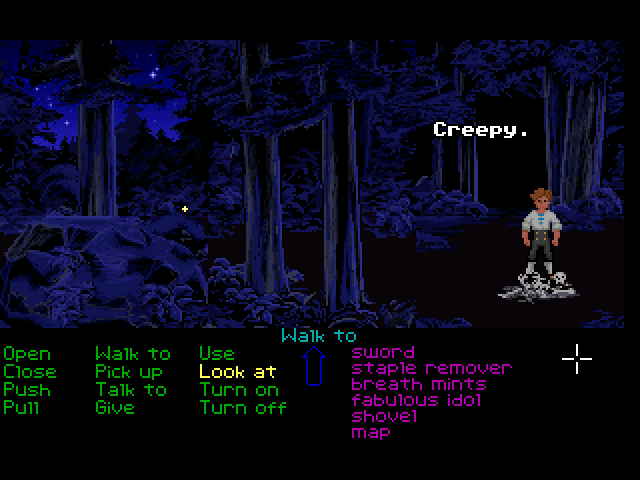 Creepy.
Walk to
Open Walk to Use sword
Close Pick up Look at staple remover
Push Talk to Turn on breath mints
Pull Give Turn off fabulous idol
shovel
map